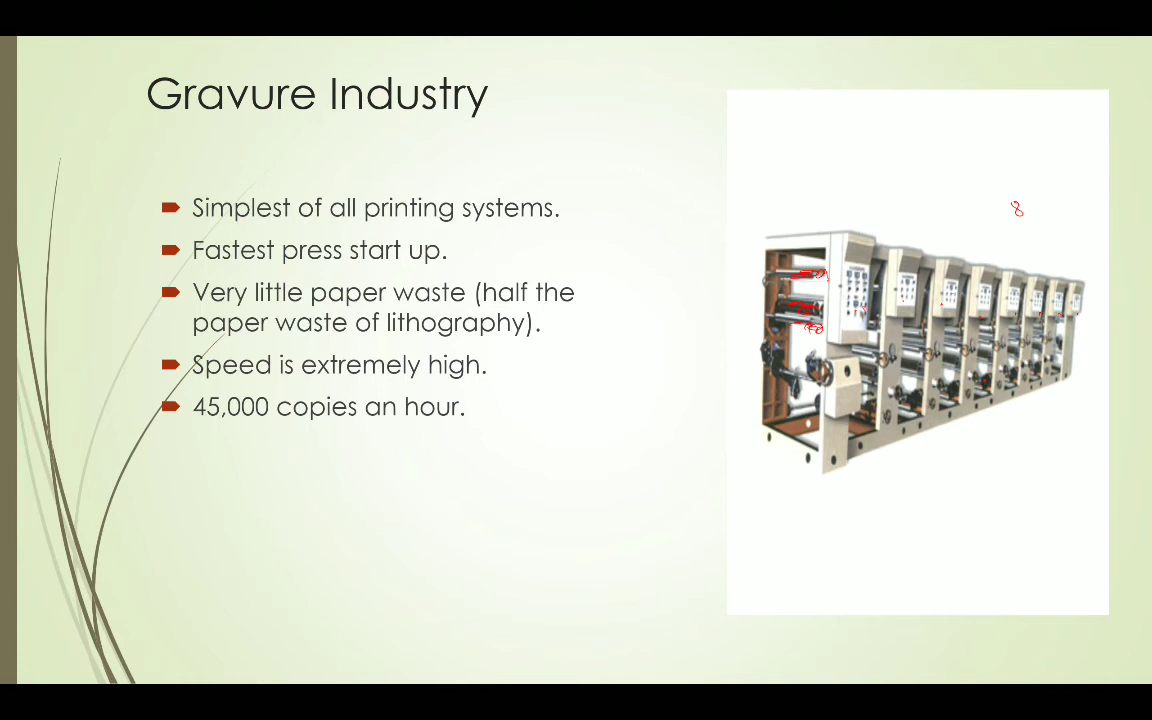 Gravure Industry
Simplest of all printing systems.
Fastest press start up.
Very little paper waste (half the
paper waste of lithography).
Speed is extremely high.
45,000 copies an hour.
8